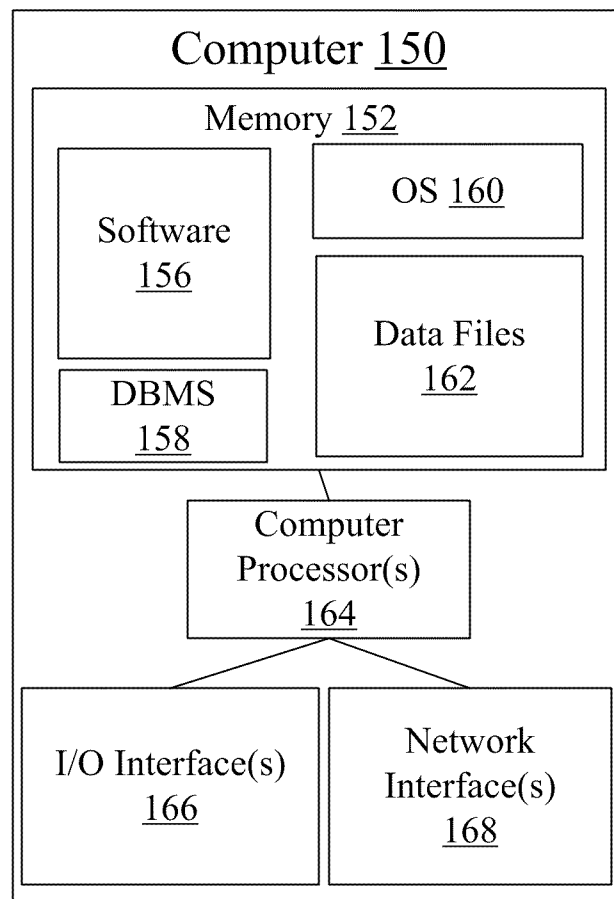 Computer 150
Memory 152
Software
156
OS 160
Data Files
162
DBMS
158
Computer
Processor(s)
164
I/O Interface(s)
166
Network
Interface(s)
168